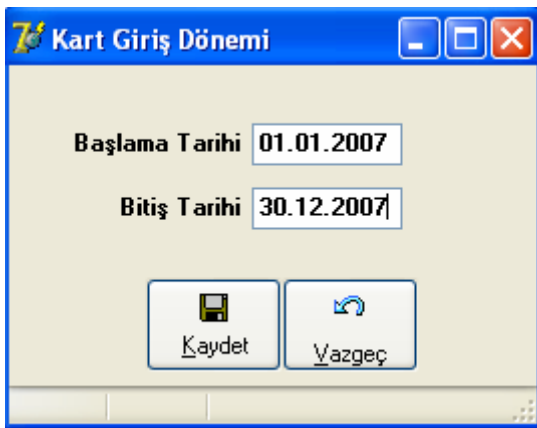 Kart Giriş Dönemi
Başlama Tarihi 01.01.2007
Bitiş Tarihi 30.12.2007
Kaydet Vazgeç